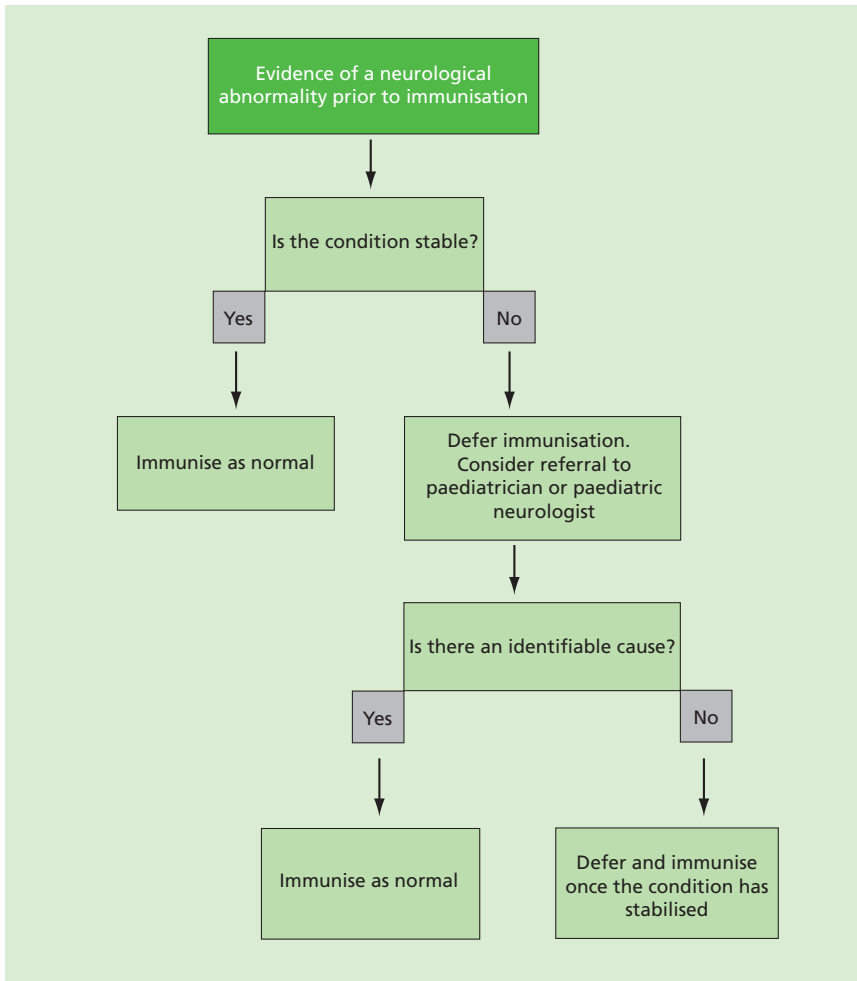 Evidence of a neurological
abnormality prior to immunisation
Is the condition stable?
Yes
No
Immunise as normal
Defer immunisation.
Consider referral to
paediatrician or paediatric
neurologist
Is there an identifiable cause?
Yes
No
Immunise as normal
Defer and immunise
once the condition has
stabilised